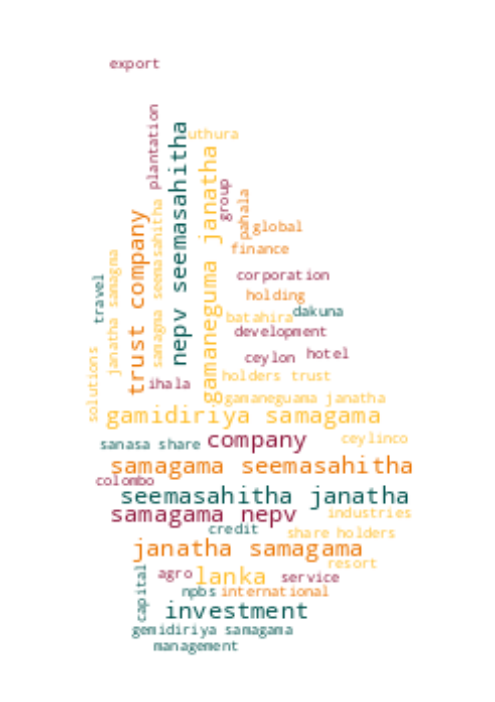 export
plantation
nepv seemasahitha
uthura
gamaneguma janatha
group
pahala
global
samagma seemasahitha
trust company
finance
janatha samagma
travel
corporation
holding
batahira
dakuna
development
ceylon
hotel
solutions
ihala
holders trust
gamaneguama janatha
gamidiriya samagama
sanasa share
company
ceylinco
samagama seemasahitha
colombo
seemasahitha janatha
samagama nepv
industries
credit
share holders
janatha samagama
resort
capital
agro
lanka
service
npbs
international
investment
gemidiriya samagama
management